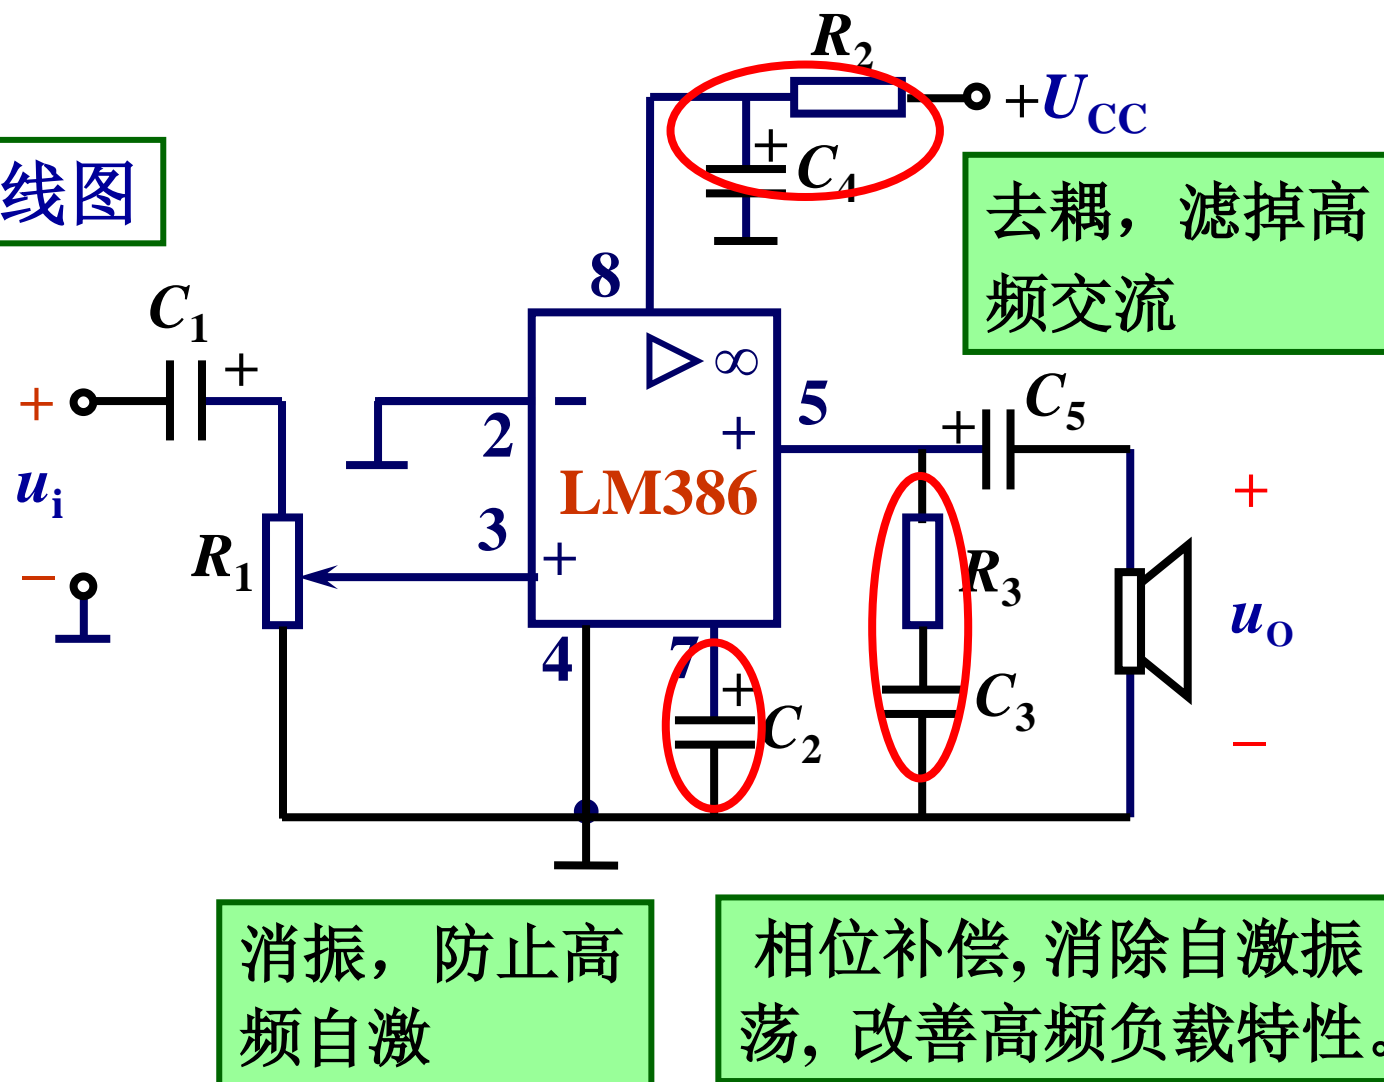 R2
+UCC
C4
+
线图
去耦，滤掉高
频交流
8
C1
+
∞
5
C5
+
+
−
2
+
LM386
ui
+
3
+
R1
−
R3
uO
4
7
+
C2
C3
−
消振，防止高
频自激
相位补偿,消除自激振
荡,改善高频负载特性。